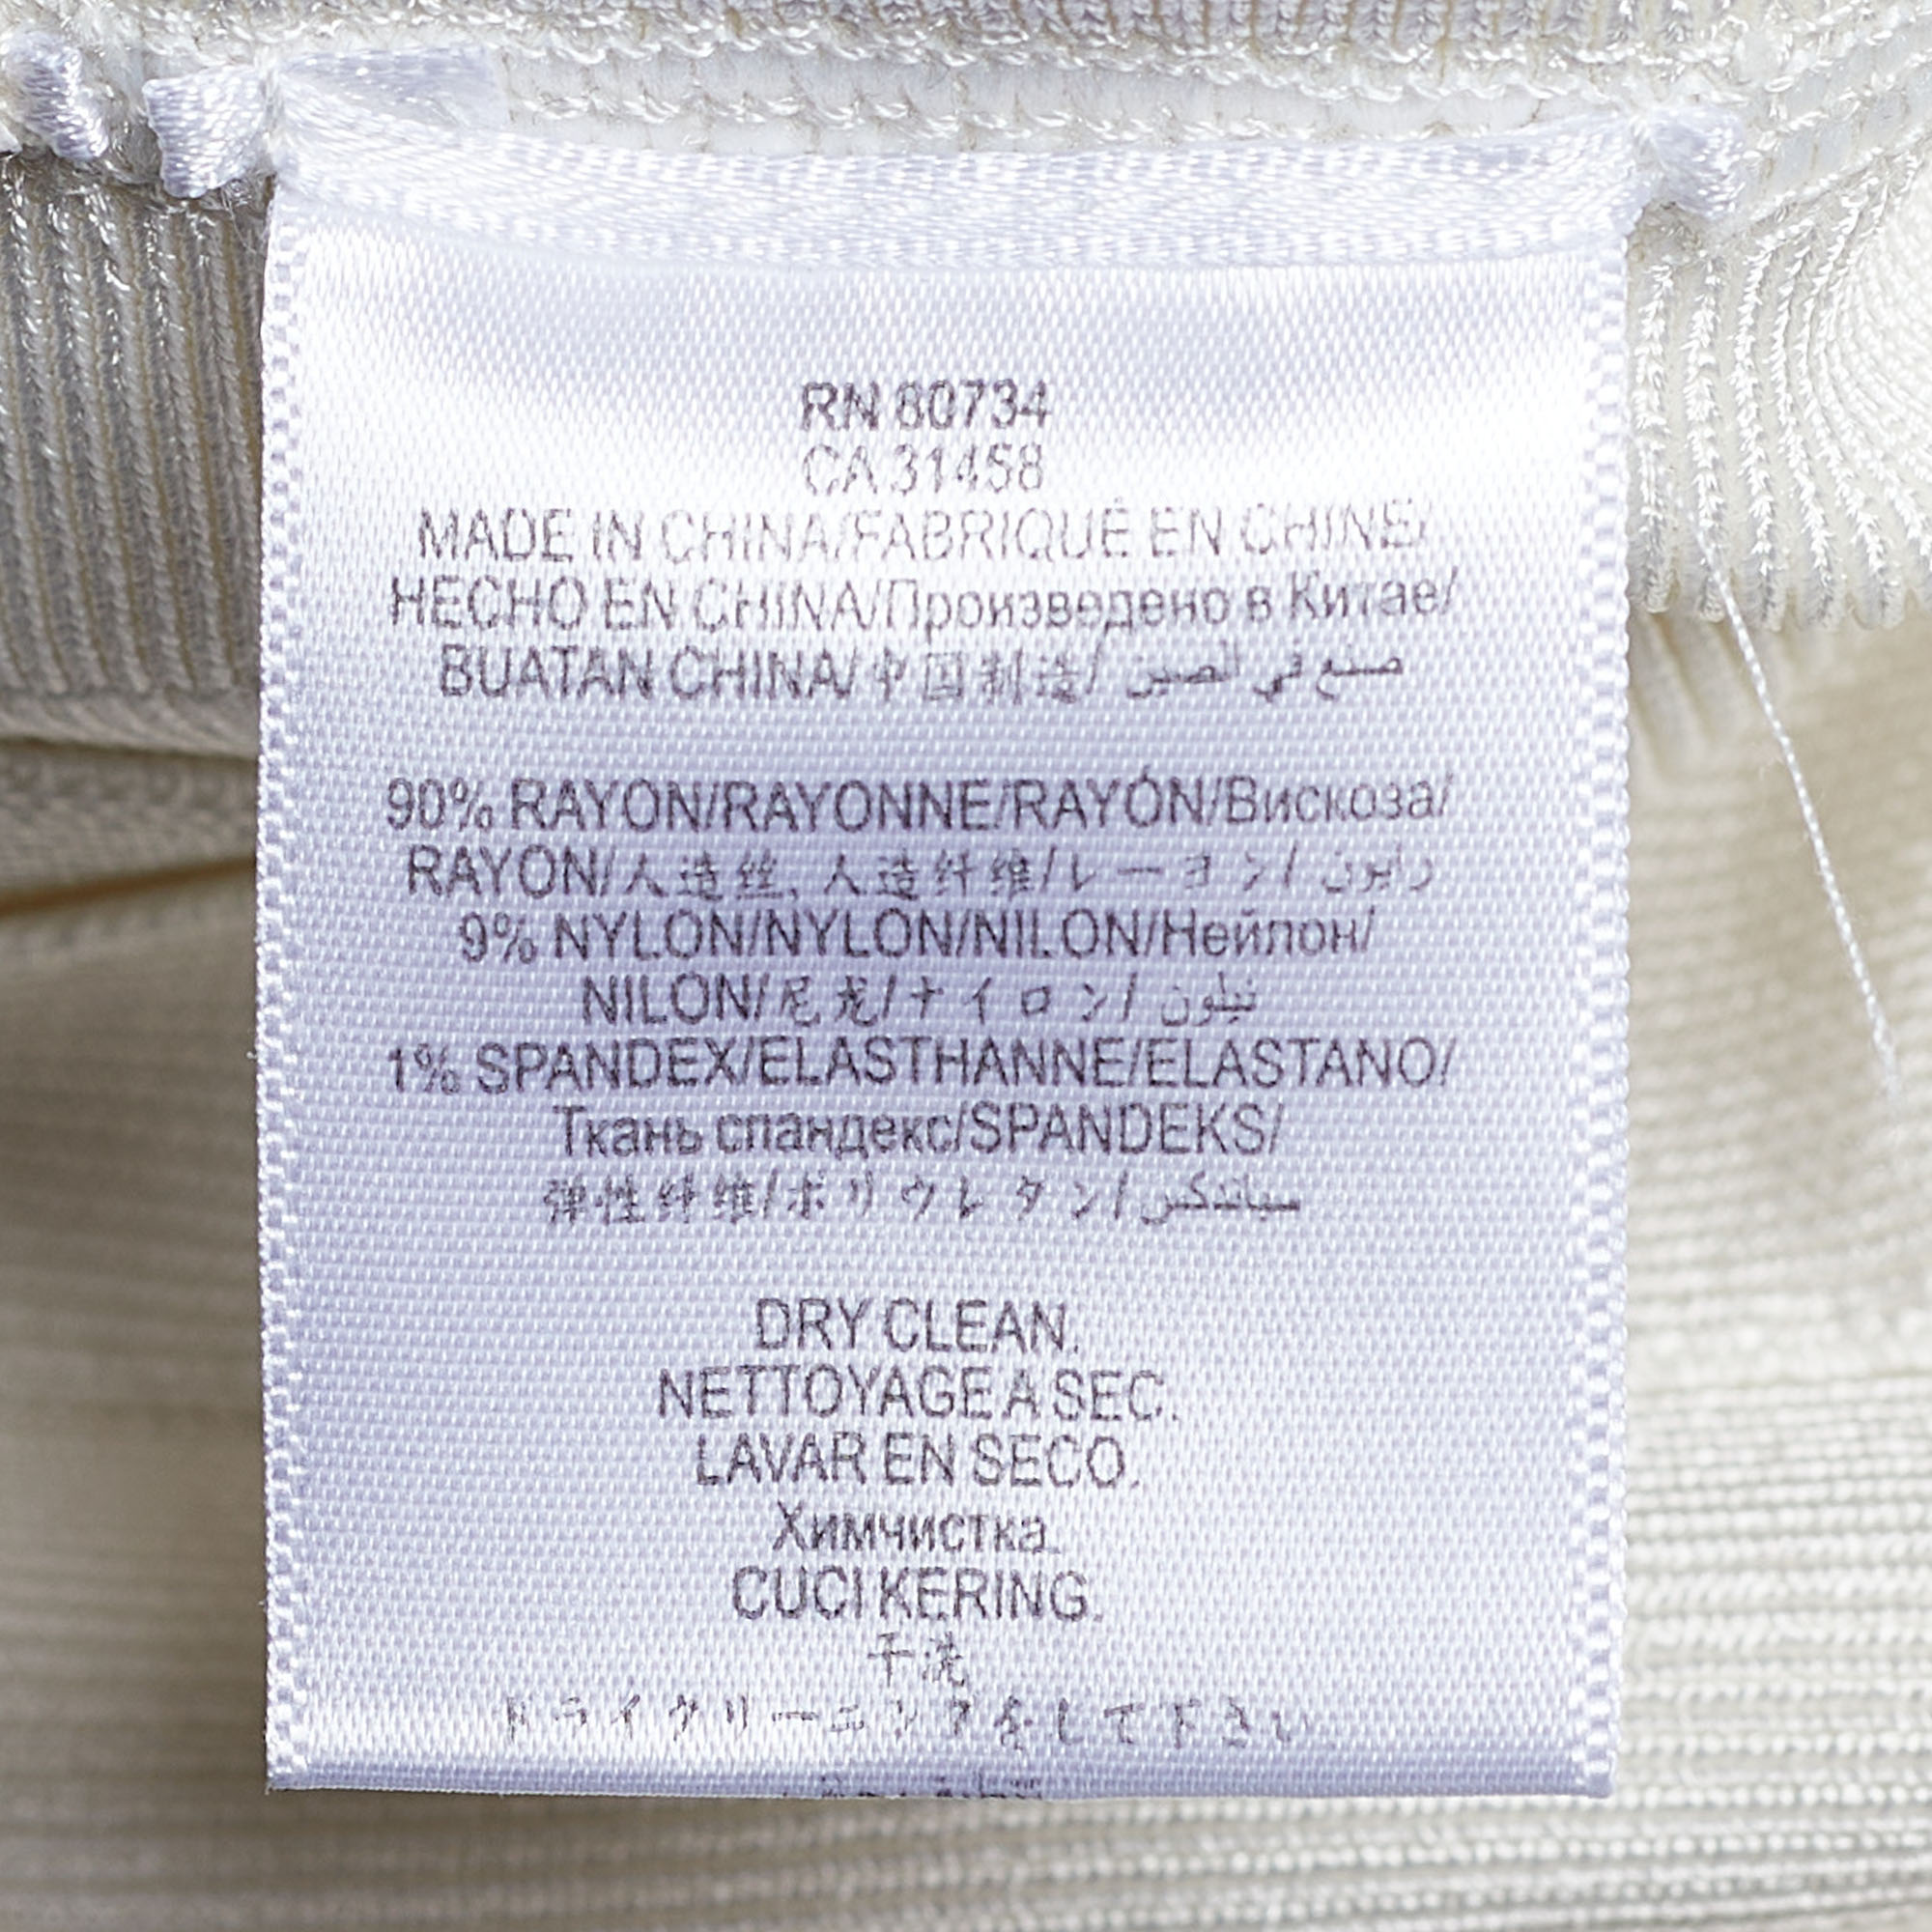 RN 80734
CA 31458
MADE IN CHINA/FABRIQUÉ EN CHINE/
HECHO EN CHINA/Произведено в Китае/
BUATAN CHINA/中国制造/ صنع في الصين
90% RAYON/RAYONNE/RAYÓN/Вискоза/
RAYON/人造丝, 人造纤维/レーヨン/ رايون
9% NYLON/NYLON/NILON/Нейлон/
NILON/尼龙/ナイロン/ نيلون
1% SPANDEX/ELASTHANNE/ELASTANO/
Ткань спандекс/SPANDEKS/
弹性纤维/ポリウレタン/ سباندكس
DRY CLEAN.
NETTOYAGE A SEC.
LAVAR EN SECO.
Химчистка.
CUCI KERING.
干洗
ドライクリーニングをして下さい